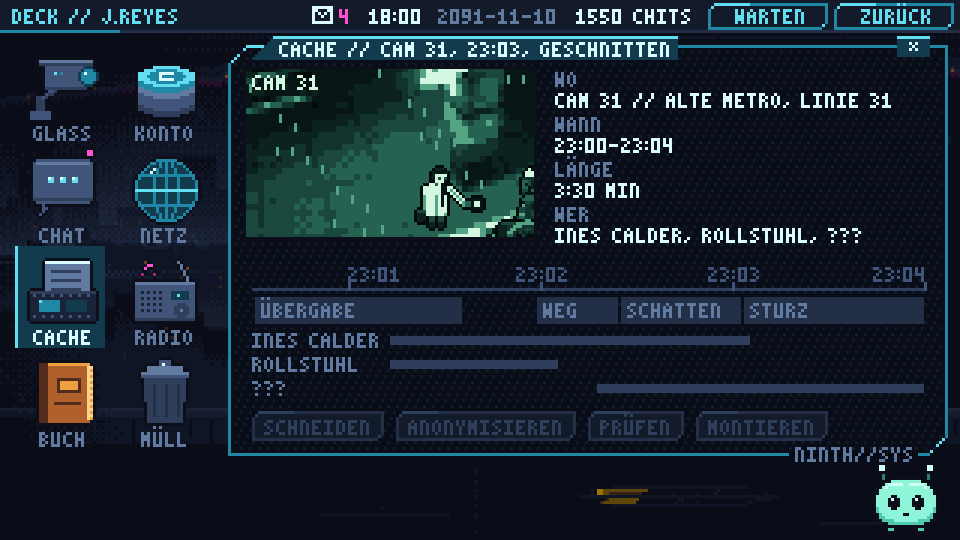 DECK // J.REYES
4 18:00 2091-11-10 1550 CHITS WARTEN ZURÜCK
CACHE // CAM 31, 23:03, GESCHNITTEN
×
GLASS
KONTO
CHAT
NETZ
CACHE
RADIO
BUCH
MÜLL
CAM 31
WO
CAM 31 // ALTE METRO, LINIE 31
WANN
23:00-23:04
LÄNGE
3:30 MIN
WER
INES CALDER, ROLLSTUHL, ???
23:01 23:02 23:03 23:04
ÜBERGABE WEG SCHATTEN STURZ
INES CALDER
ROLLSTUHL
???
SCHNEIDEN ANONYMISIEREN PRÜFEN MONTIEREN
NINTH//SYS